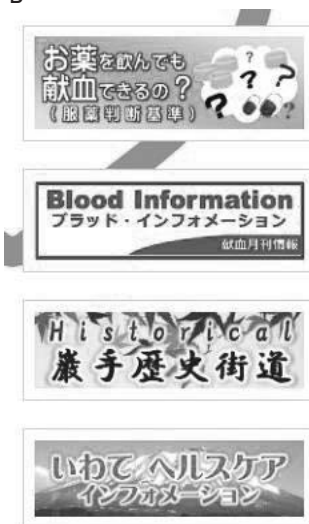 お薬を飲んでも
献血できるの?
(服薬判断基準)
? ? ? ? ?
Blood Information
ブラッド・インフォメーション
献血月刊情報
Historical
巌手歴史街道
いわて ヘルスケア
インフォメーション